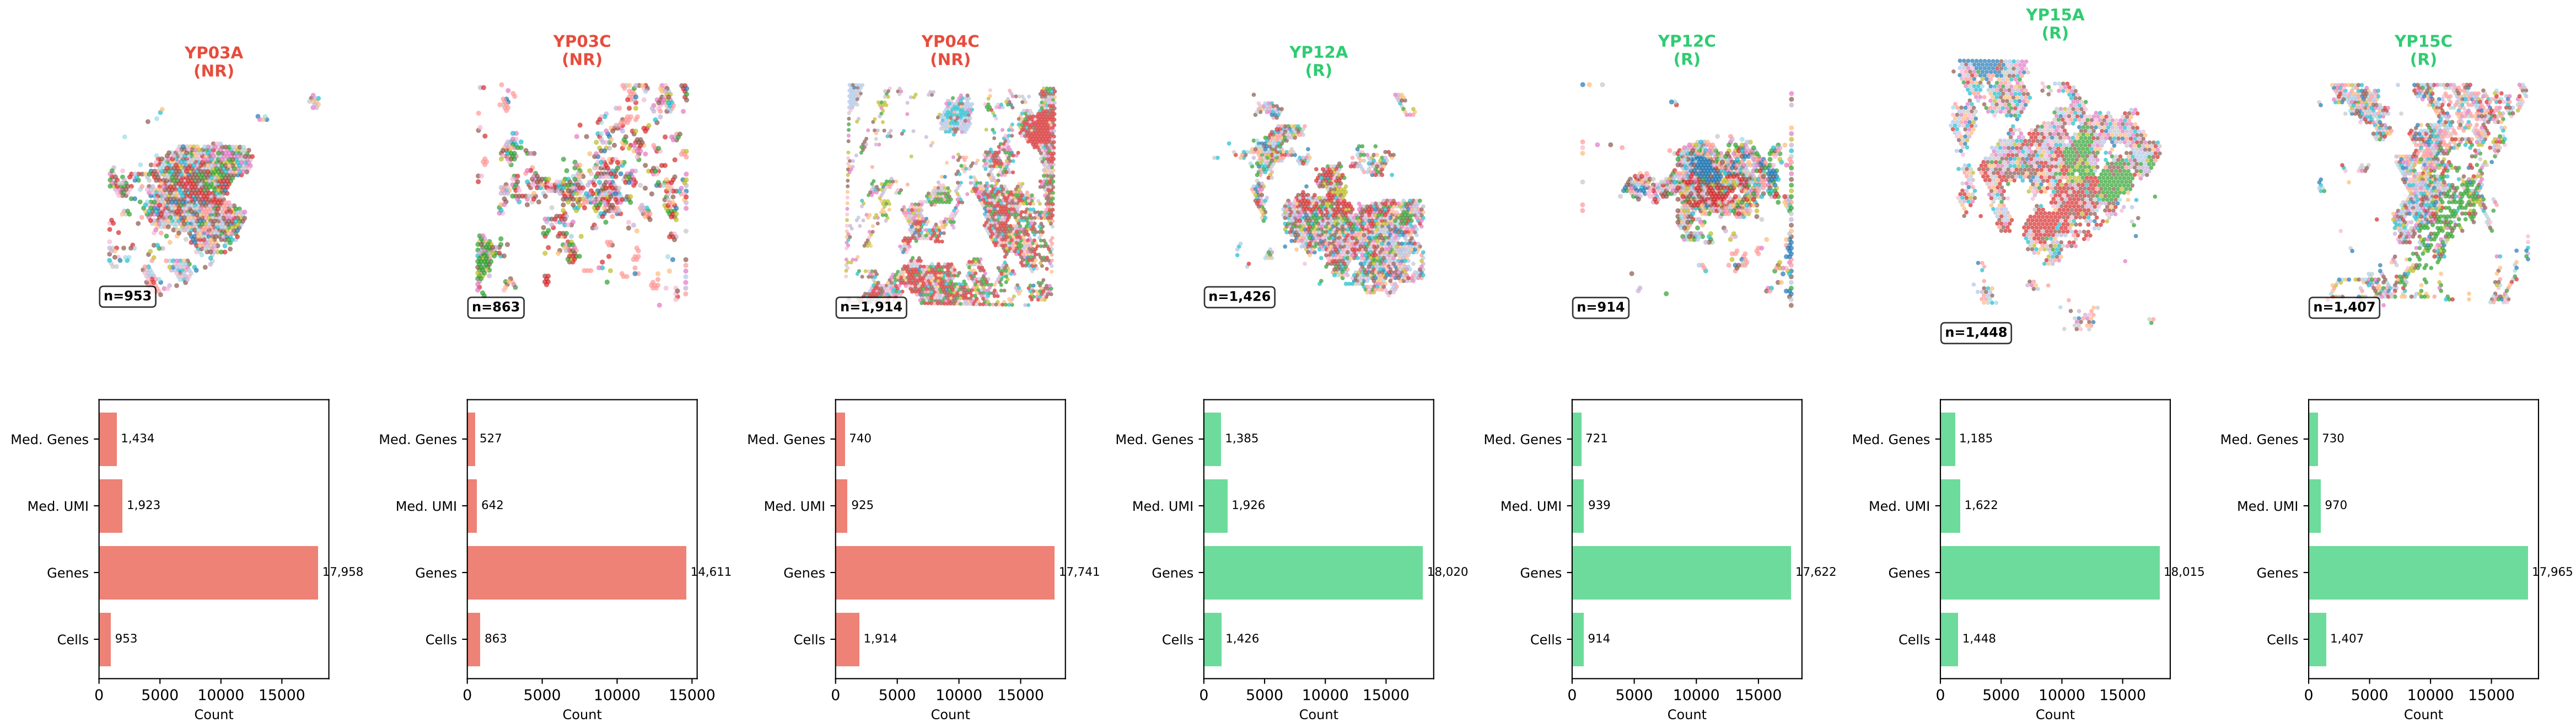 YP03A
(NR)
YP03C
(NR)
YP04C
(NR)
YP12A
(R)
YP12C
(R)
YP15A
(R)
YP15C
(R)
n=953
n=863
n=1,914
n=1,426
n=914
n=1,448
n=1,407
Med. Genes
1,434
Med. UMI
1,923
Genes
17,958
Cells
953
0 5000 10000 15000
Count
Med. Genes
527
Med. UMI
642
Genes
14,611
Cells
863
0 5000 10000 15000
Count
Med. Genes
740
Med. UMI
925
Genes
17,741
Cells
1,914
0 5000 10000 15000
Count
Med. Genes
1,385
Med. UMI
1,926
Genes
18,020
Cells
1,426
0 5000 10000 15000
Count
Med. Genes
721
Med. UMI
939
Genes
17,622
Cells
914
0 5000 10000 15000
Count
Med. Genes
1,185
Med. UMI
1,622
Genes
18,015
Cells
1,448
0 5000 10000 15000
Count
Med. Genes
730
Med. UMI
970
Genes
17,965
Cells
1,407
0 5000 10000 15000
Count